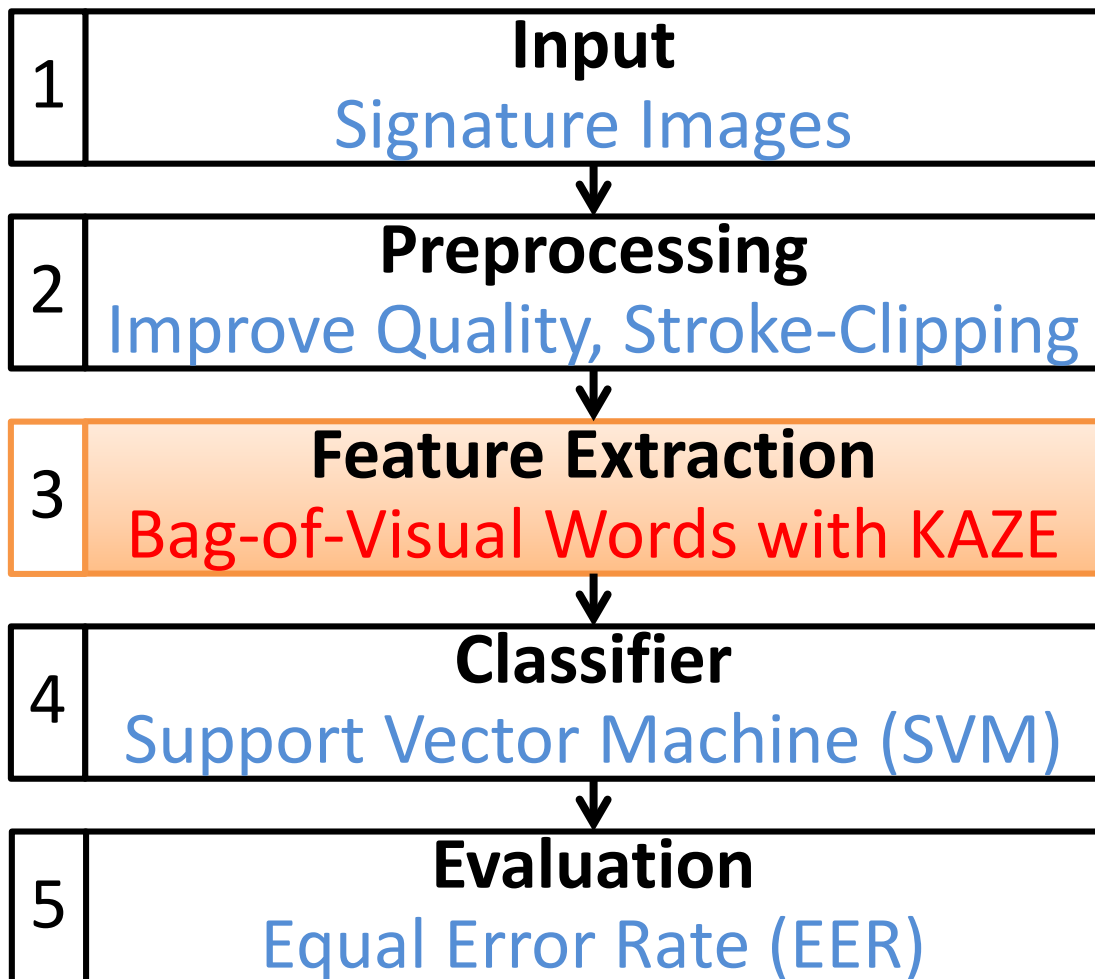 1
Input
Signature Images
2
Preprocessing
Improve Quality, Stroke-Clipping
3
Feature Extraction
Bag-of-Visual Words with KAZE
4
Classifier
Support Vector Machine (SVM)
5
Evaluation
Equal Error Rate (EER)